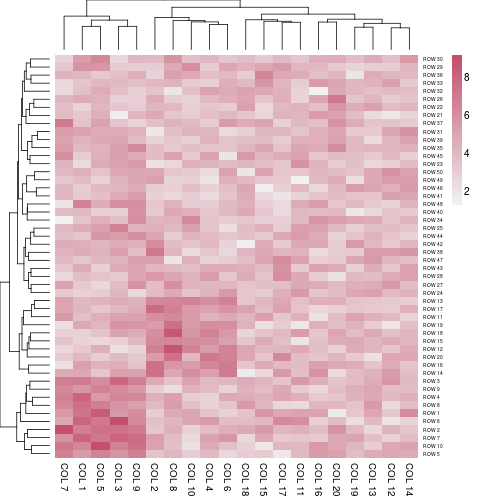 ROW 30
ROW 29
ROW 36
ROW 33
ROW 32
ROW 26
ROW 22
ROW 21
ROW 37
ROW 31
ROW 39
ROW 35
ROW 45
ROW 23
ROW 50
ROW 49
ROW 46
ROW 41
ROW 48
ROW 40
ROW 34
ROW 25
ROW 44
ROW 42
ROW 38
ROW 47
ROW 43
ROW 28
ROW 27
ROW 24
ROW 13
ROW 17
ROW 11
ROW 19
ROW 18
ROW 15
ROW 12
ROW 20
ROW 16
ROW 14
ROW 3
ROW 9
ROW 4
ROW 8
ROW 1
ROW 6
ROW 2
ROW 7
ROW 10
ROW 5
COL 7
COL 1
COL 5
COL 3
COL 9
COL 2
COL 8
COL 10
COL 4
COL 6
COL 18
COL 15
COL 17
COL 11
COL 16
COL 20
COL 19
COL 13
COL 12
COL 14
8
6
4
2